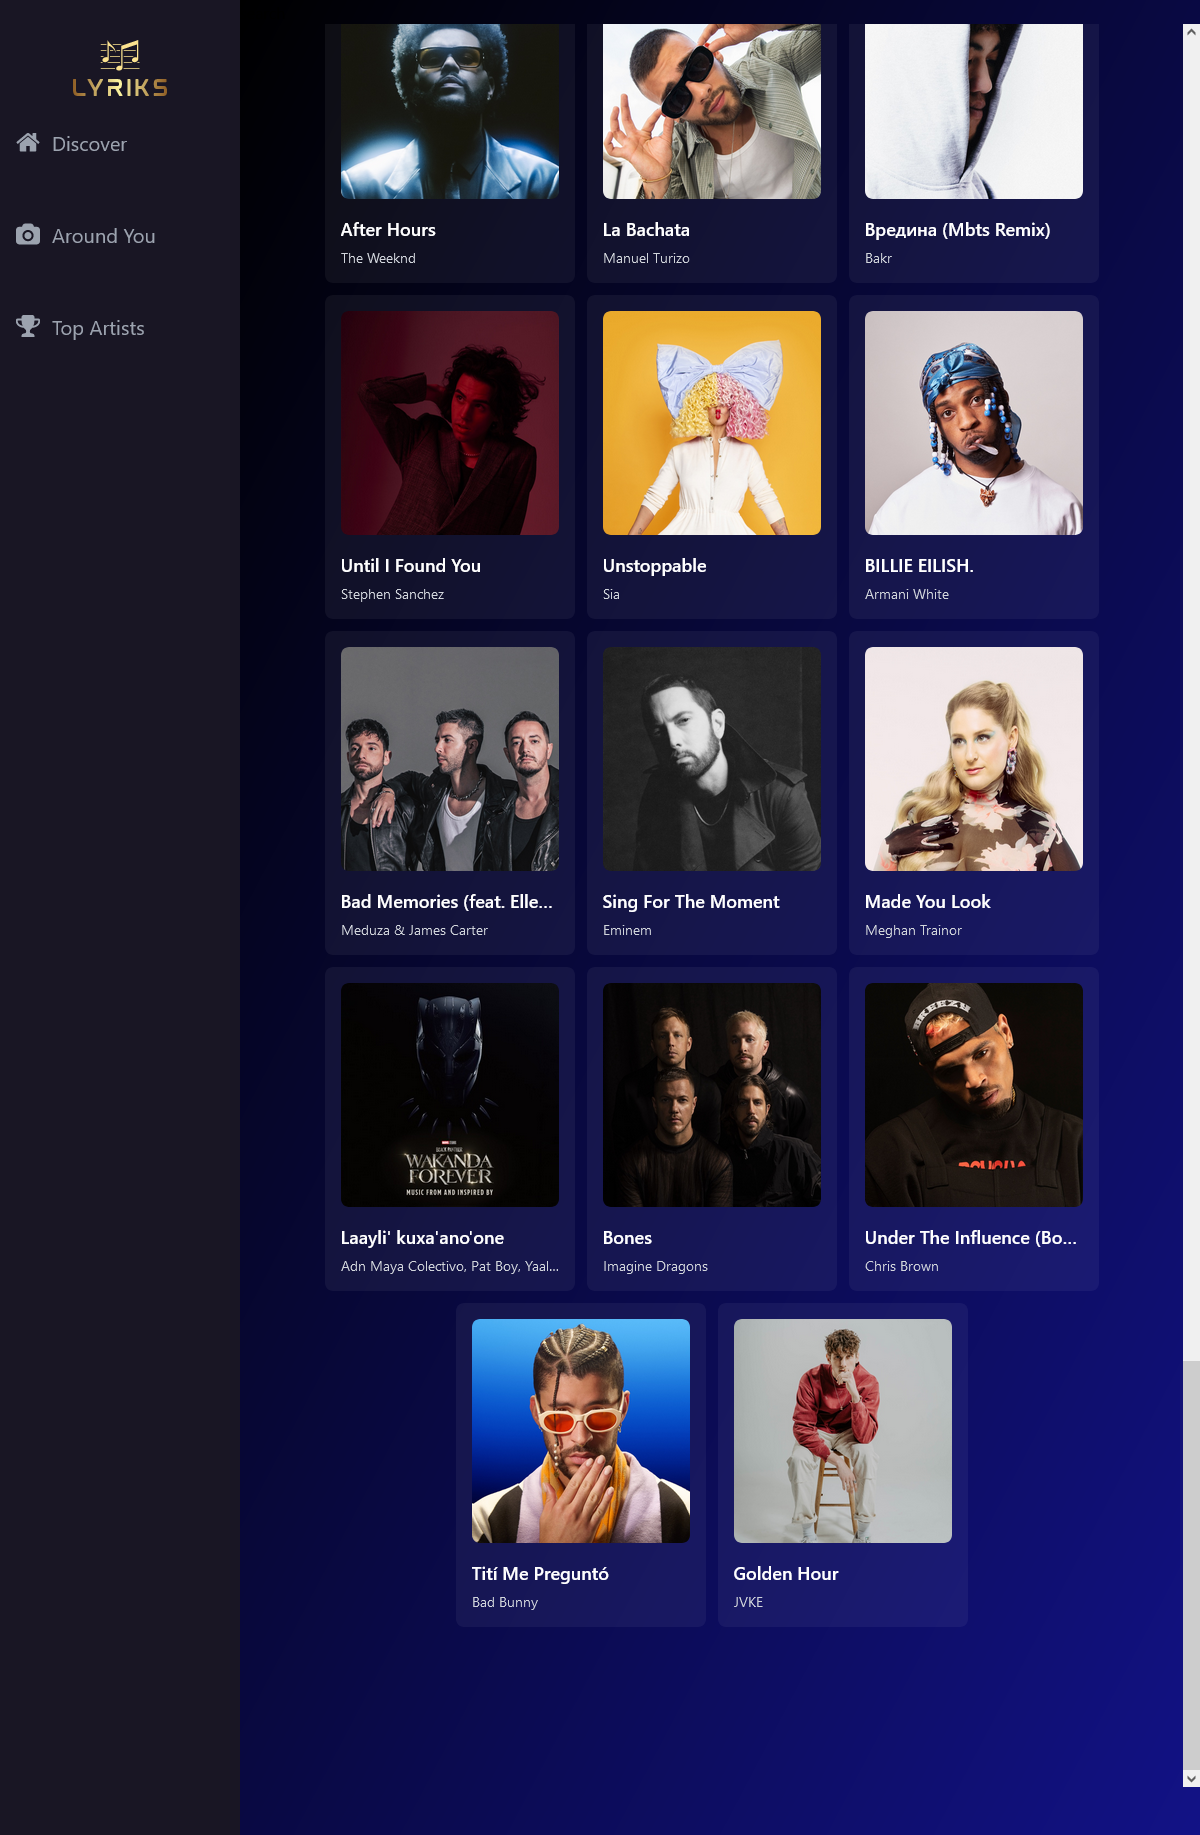 LYRIKS
Discover
Around You
Top Artists
After Hours
The Weeknd
La Bachata
Manuel Turizo
Вредина (Mbts Remix)
Bakr
Until I Found You
Stephen Sanchez
Unstoppable
Sia
BILLIE EILISH.
Armani White
Bad Memories (feat. Elle...
Meduza & James Carter
Sing For The Moment
Eminem
Made You Look
Meghan Trainor
WAKANDA
FOREVER
MUSIC FROM AND INSPIRED BY
Laayli' kuxa'ano'one
Adn Maya Colectivo, Pat Boy, Yaal...
Bones
Imagine Dragons
BREEZY
Under The Influence (Bo...
Chris Brown
Tití Me Preguntó
Bad Bunny
Golden Hour
JVKE